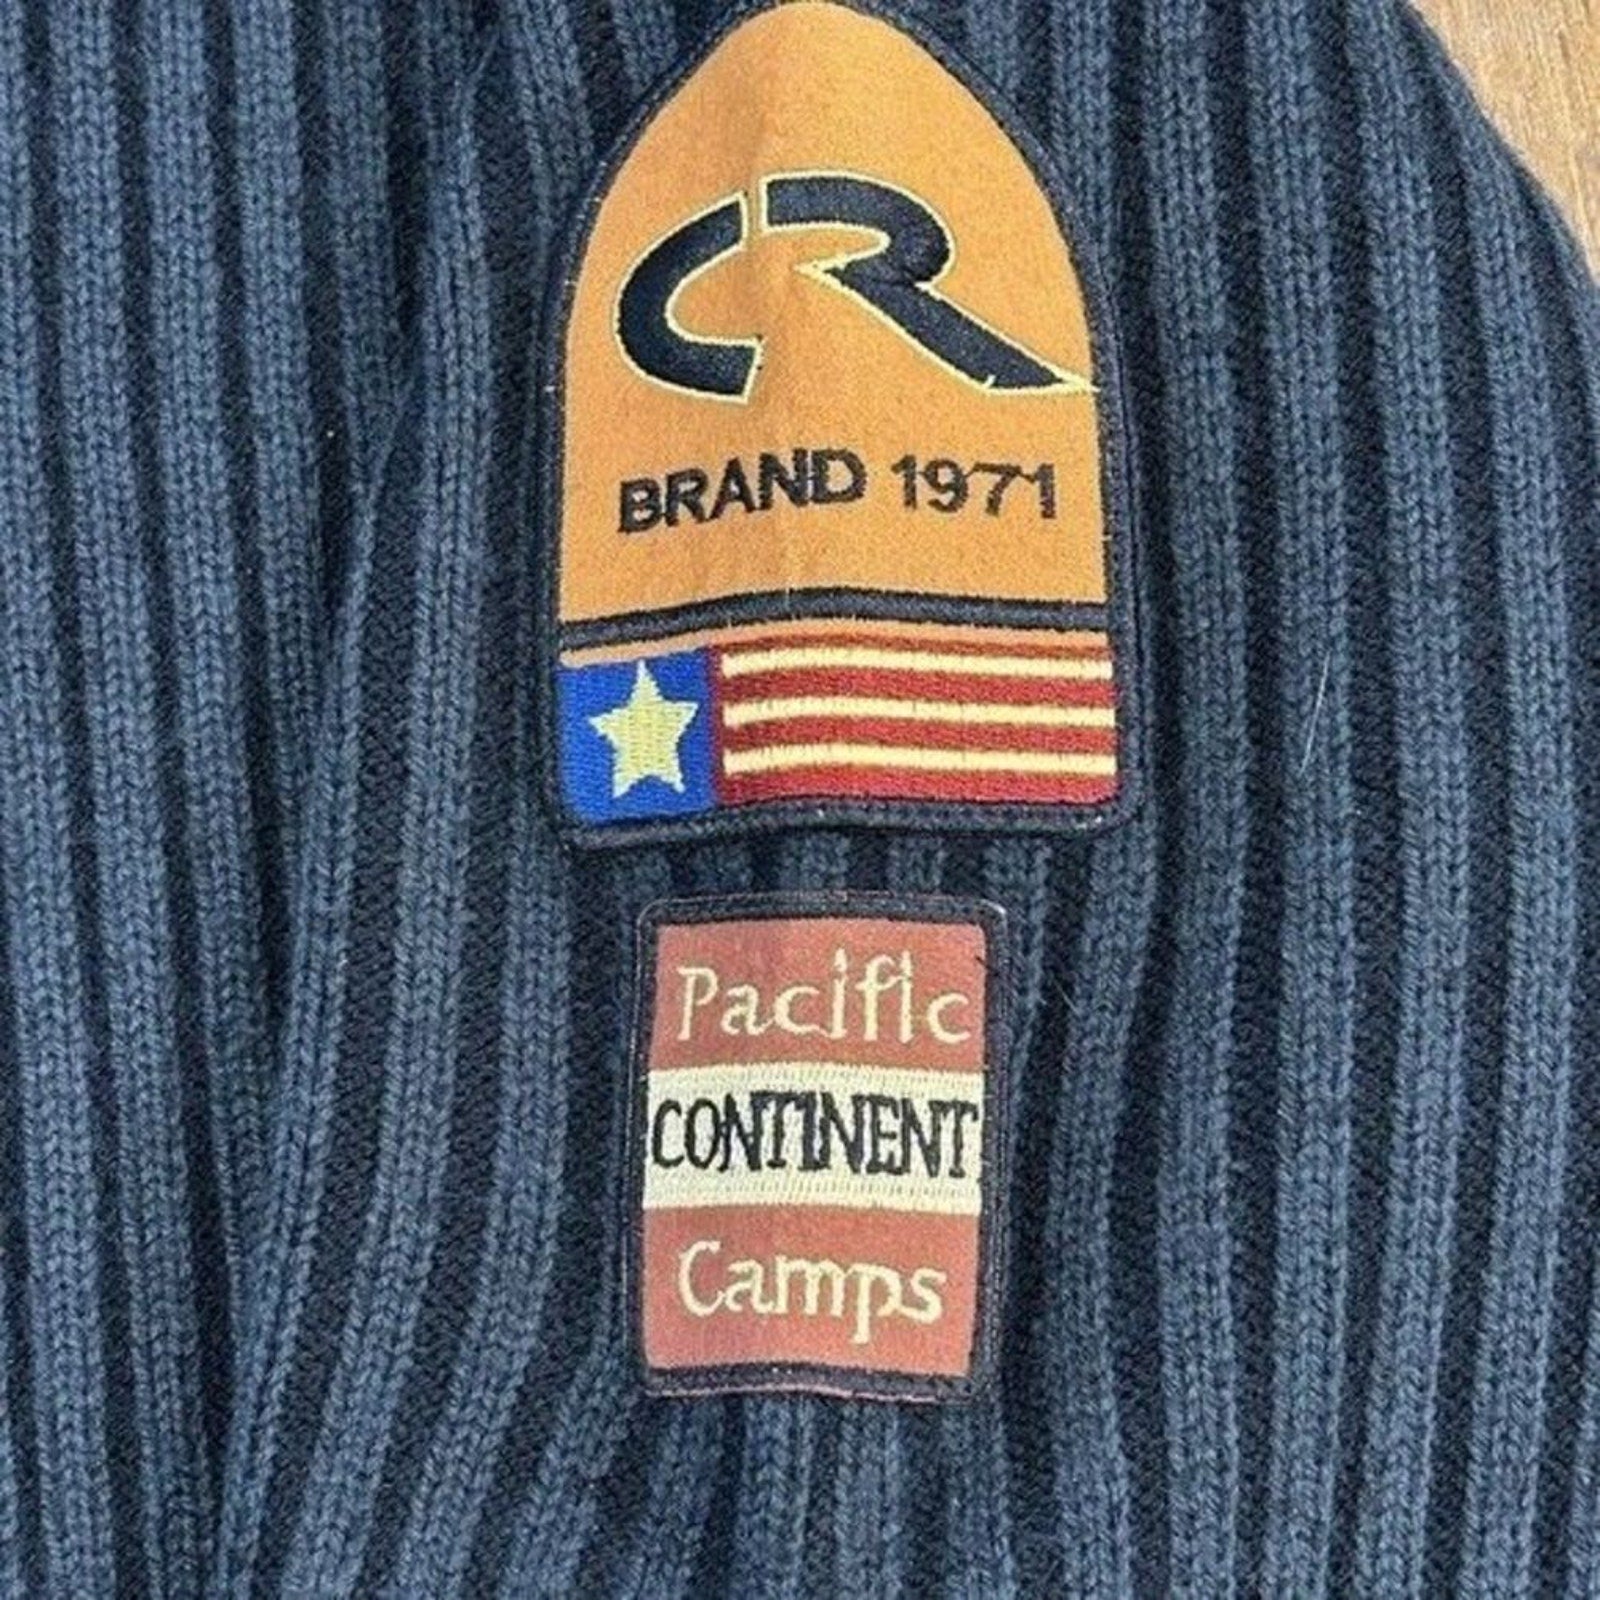 CR
BRAND 1971
Pacific
CONTINENT
Camps